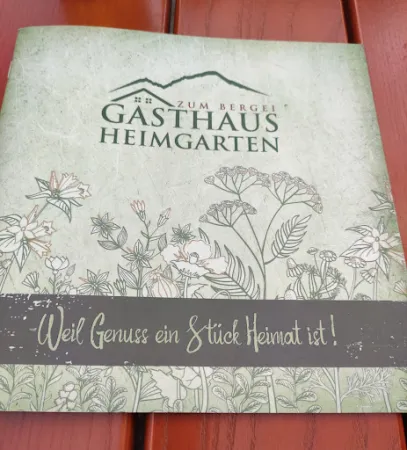 ZUM BERGEI
GASTHAUS
HEIMGARTEN
Weil Genuss ein Stück Heimat ist!